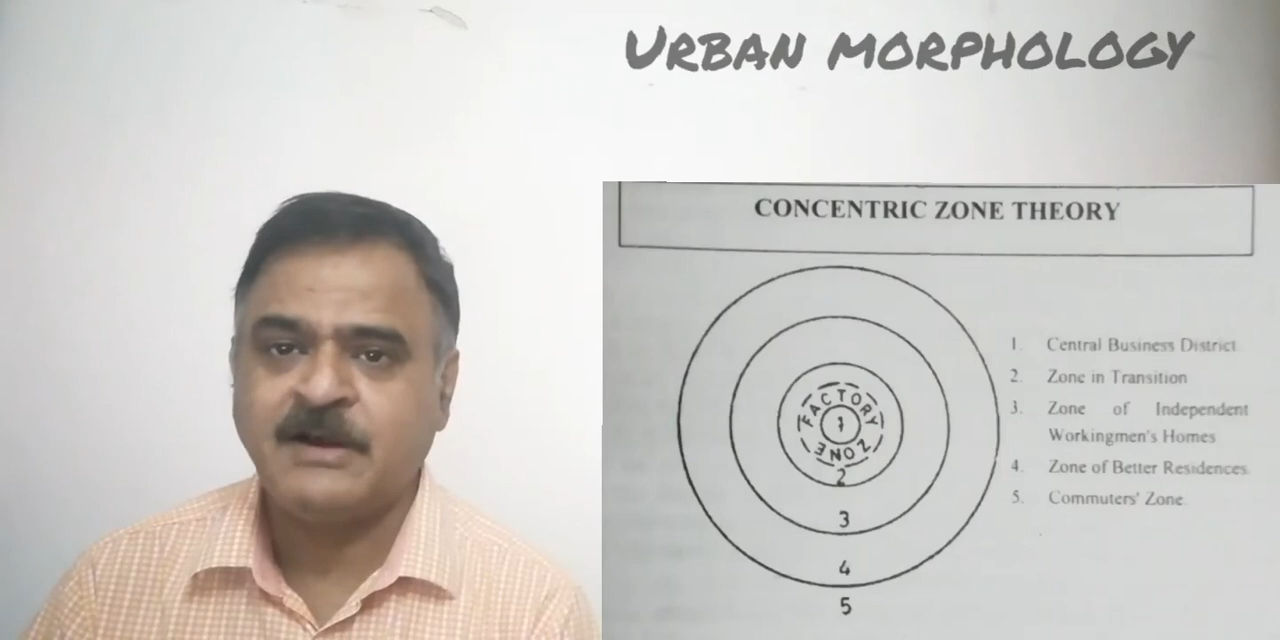 URBAN MORPHOLOGY
CONCENTRIC ZONE THEORY
1. Central Business District
2. Zone in Transition
3. Zone of Independent
Workingmen's Homes
4. Zone of Better Residences
5. Commuters' Zone
FACTORY
1
ZONE
2
3
4
5